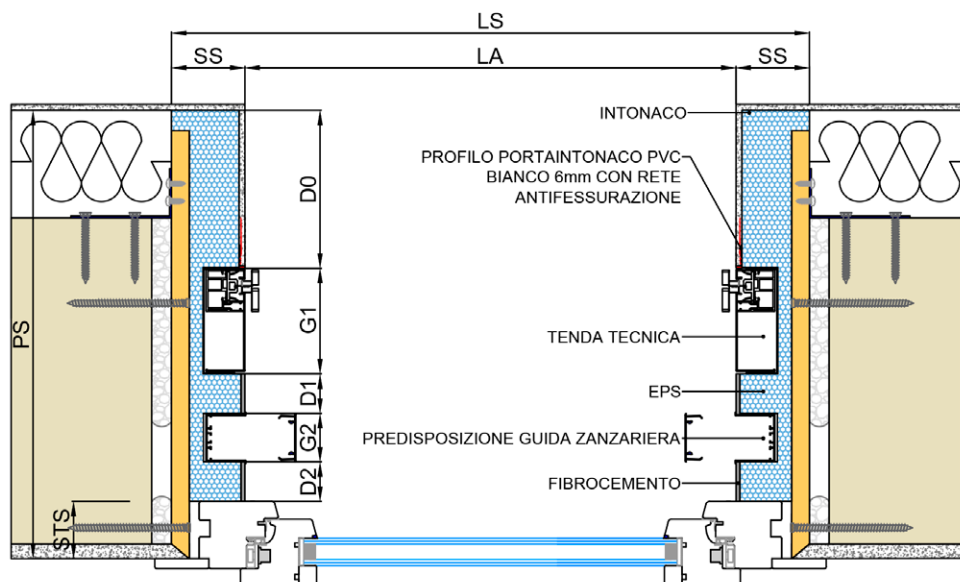 LS
SS
LA
SS
INTONACO
PROFILO PORTAINTONACO PVC
BIANCO 6mm CON RETE
ANTIFESSURAZIONE
D0
PS
G1
TENDA TECNICA
D1
EPS
G2
PREDISPOSIZIONE GUIDA ZANZARIERA
D2
FIBROCEMENTO
STS